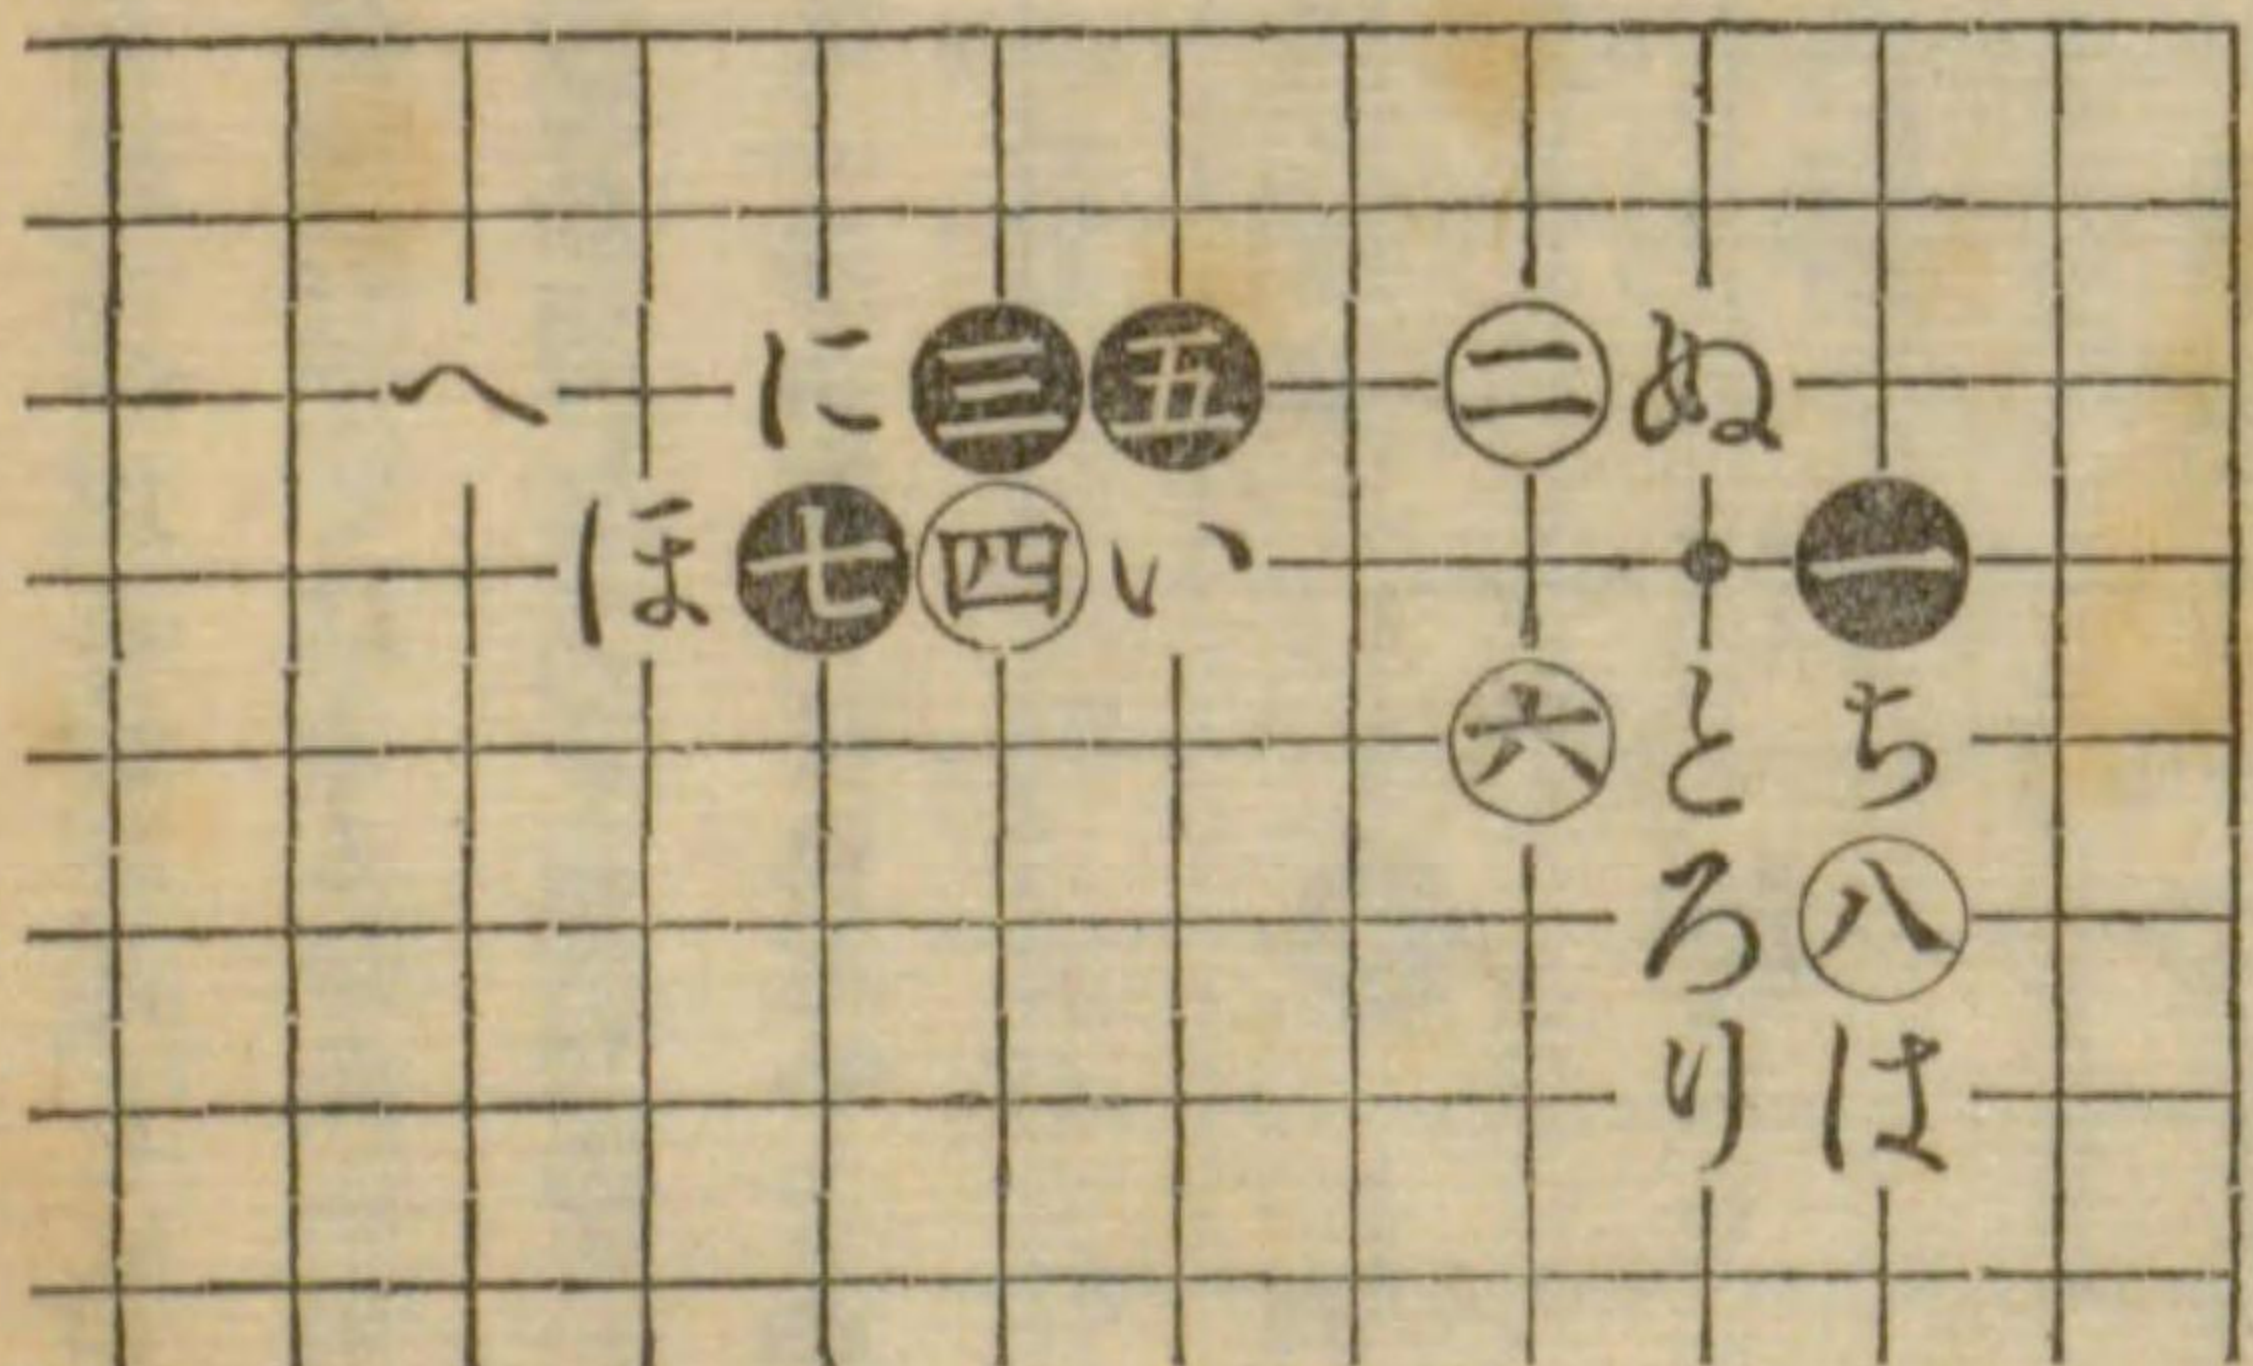 へ に 三 五 二 ぬ
ほ 七 四 い 一
六 と ち
ろ 八
り は